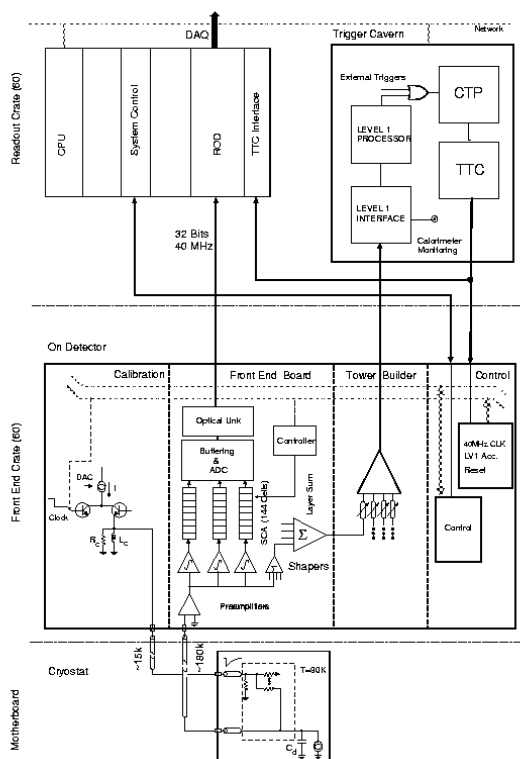 DAQ
Network
Trigger Cavern
Readout Crate (60)
CPU
System Control
ROD
TTC Interface
External Triggers
CTP
LEVEL 1
PROCESSOR
TTC
LEVEL 1
INTERFACE
Calorimeter
Monitoring
32 Bits
40 MHz
On Detector
Front End Crate (60)
Calibration
Front End Board
Tower Builder
Control
Optical Link
Controller
Buffering
&
ADC
40MHz CLK
LV1 Acc.
Reset
DAC
I
Clock
SCA (144 Cells)
Layer Sum
Σ
Control
Rc
Lc
Shapers
Preamplifiers
~15k
~180k
Motherboard
Cryostat
T=90K
Cd